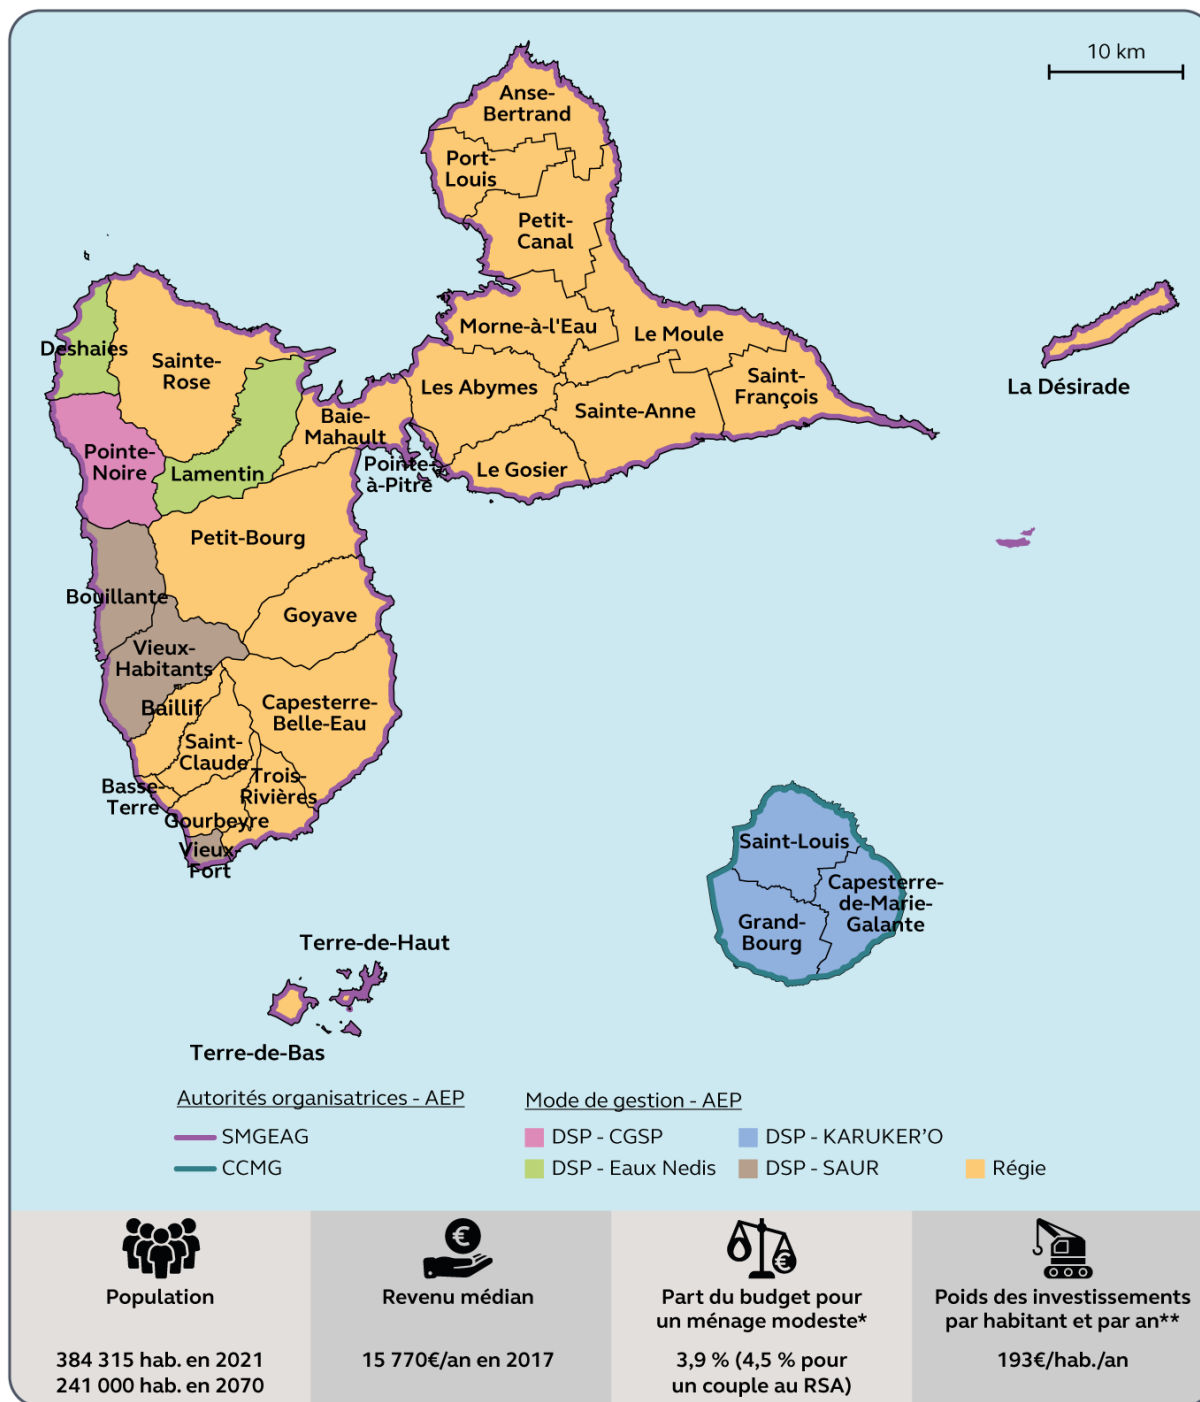 10 km
Anse-
Bertrand
Port-
Louis
Petit-
Canal
Morne-à-l'Eau
Le Moule
Deshaies
Sainte-
Rose
Les Abymes
Saint-
François
La Désirade
Sainte-Anne
Baie-
Mahault
Pointe-
Noire
Lamentin
Pointe-
à-Pitre
Le Gosier
Petit-Bourg
Bouillante
Goyave
Vieux-
Habitants
Baillif
Capesterre-
Belle-Eau
Saint-
Claude
Trois-
Rivières
Basse-
Terre
Gourbeyre
Vieux-
Fort
Saint-Louis
Capesterre-
de-Marie-
Galante
Grand-
Bourg
Terre-de-Haut
Terre-de-Bas
Autorités organisatrices - AEP
SMGEAG
CCMG
Mode de gestion - AEP
DSP - CGSP
DSP - KARUKER’O
DSP - Eaux Nedis
DSP - SAUR
Régie
Population
384 315 hab. en 2021
241 000 hab. en 2070
€
Revenu médian
15 770€/an en 2017
€
Part du budget pour
un ménage modeste*
3,9 % (4,5 % pour
un couple au RSA)
Poids des investissements
par habitant et par an**
193€/hab./an